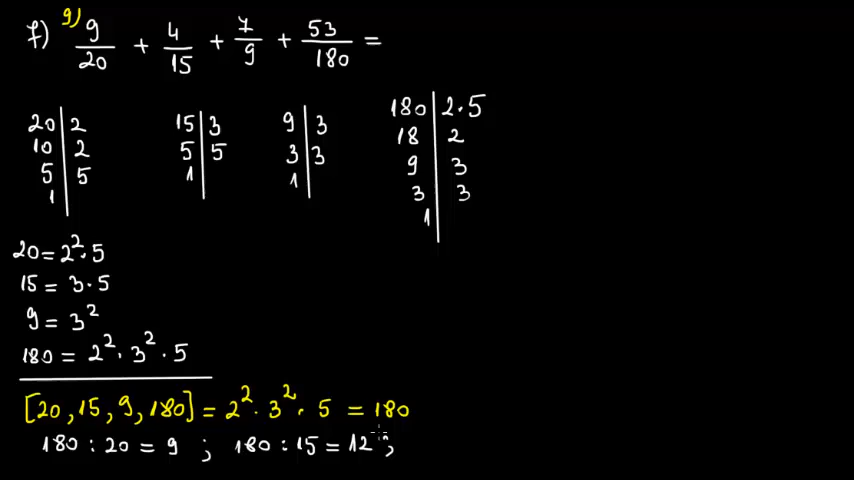 f) 9) 9/20 + 4/15 + 7/9 + 53/180 =
20 | 2
10 | 2
5 | 5
1 |
15 | 3
5 | 5
1 |
9 | 3
3 | 3
1 |
180 | 2·5
18 | 2
9 | 3
3 | 3
1 |
20 = 2²·5
15 = 3·5
9 = 3²
180 = 2²·3²·5
[20, 15, 9, 180] = 2²·3²·5 = 180
180 : 20 = 9 ; 180 : 15 = 12 ;